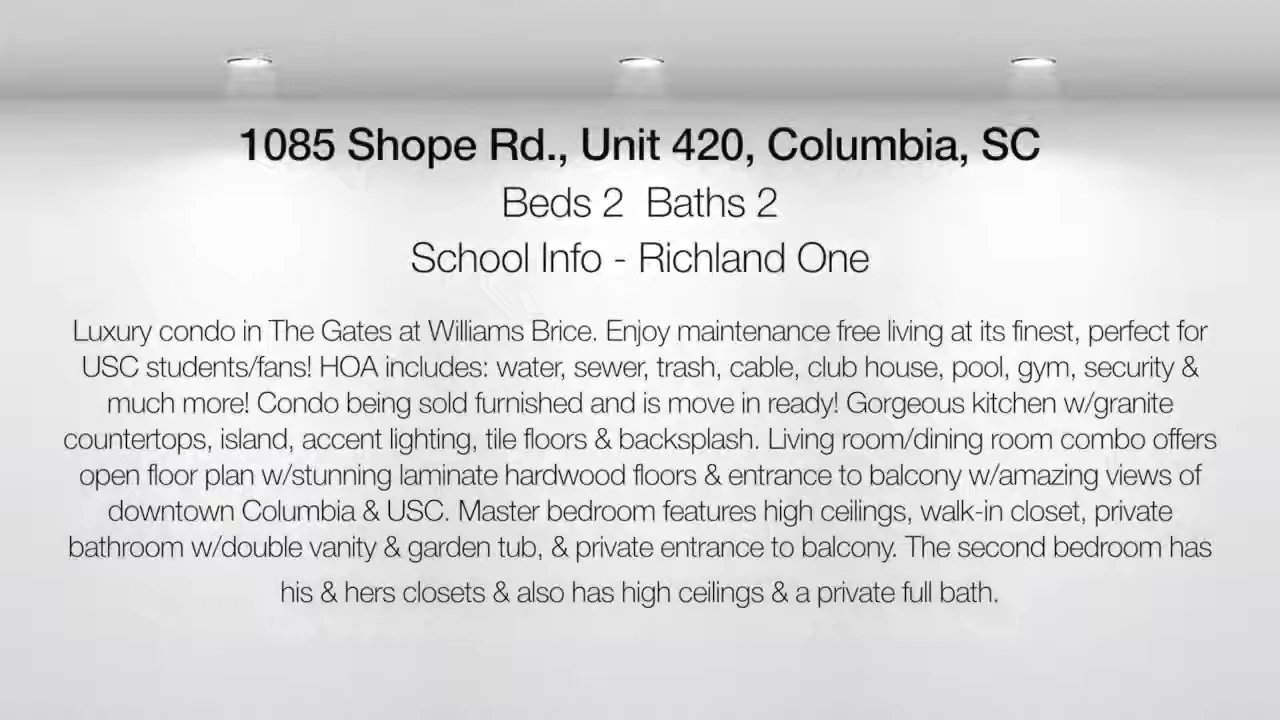 1085 Shope Rd., Unit 420, Columbia, SC
Beds 2  Baths 2
School Info - Richland One
Luxury condo in The Gates at Williams Brice. Enjoy maintenance free living at its finest, perfect for
USC students/fans! HOA includes: water, sewer, trash, cable, club house, pool, gym, security &
much more! Condo being sold furnished and is move in ready! Gorgeous kitchen w/granite
countertops, island, accent lighting, tile floors & backsplash. Living room/dining room combo offers
open floor plan w/stunning laminate hardwood floors & entrance to balcony w/amazing views of
downtown Columbia & USC. Master bedroom features high ceilings, walk-in closet, private
bathroom w/double vanity & garden tub, & private entrance to balcony. The second bedroom has
his & hers closets & also has high ceilings & a private full bath.